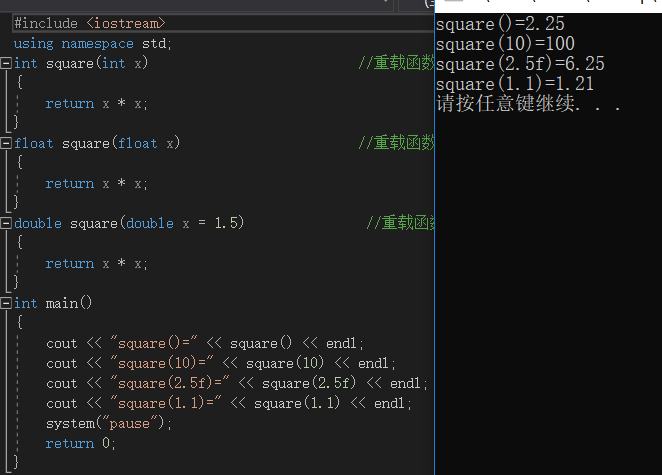 #include <iostream>
using namespace std;
int square(int x) //重载函数
{
return x * x;
}
float square(float x) //重载函数
{
return x * x;
}
double square(double x = 1.5) //重载函
{
return x * x;
}
int main()
{
cout << "square()=" << square() << endl;
cout << "square(10)=" << square(10) << endl;
cout << "square(2.5f)=" << square(2.5f) << endl;
cout << "square(1.1)=" << square(1.1) << endl;
system("pause");
return 0;
}
square()=2.25
square(10)=100
square(2.5f)=6.25
square(1.1)=1.21
请按任意键继续. . .